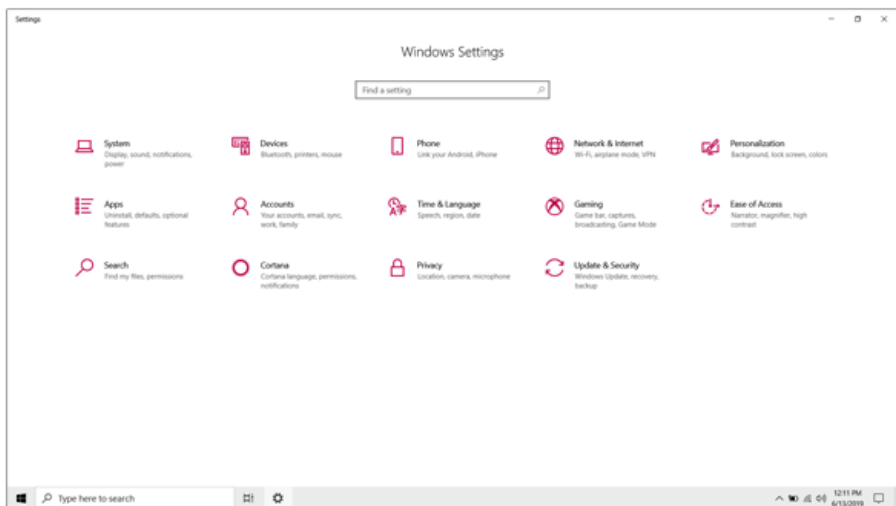 Settings
Windows Settings
Find a setting
System
Display, sound, notifications,
power
Devices
Bluetooth, printers, mouse
Phone
Link your Android, iPhone
Network & Internet
Wi-Fi, airplane mode, VPN
Personalization
Background, lock screen, colors
Apps
Uninstall, defaults, optional
features
Accounts
Your accounts, email, sync,
work, family
Time & Language
Speech, region, date
Gaming
Game bar, captures,
broadcasting, Game Mode
Ease of Access
Narrator, magnifier, high
contrast
Search
Find my files, permissions
Cortana
Cortana language, permissions,
notifications
Privacy
Location, camera, microphone
Update & Security
Windows Update, recovery,
backup
Type here to search
12:11 PM
6/13/2019